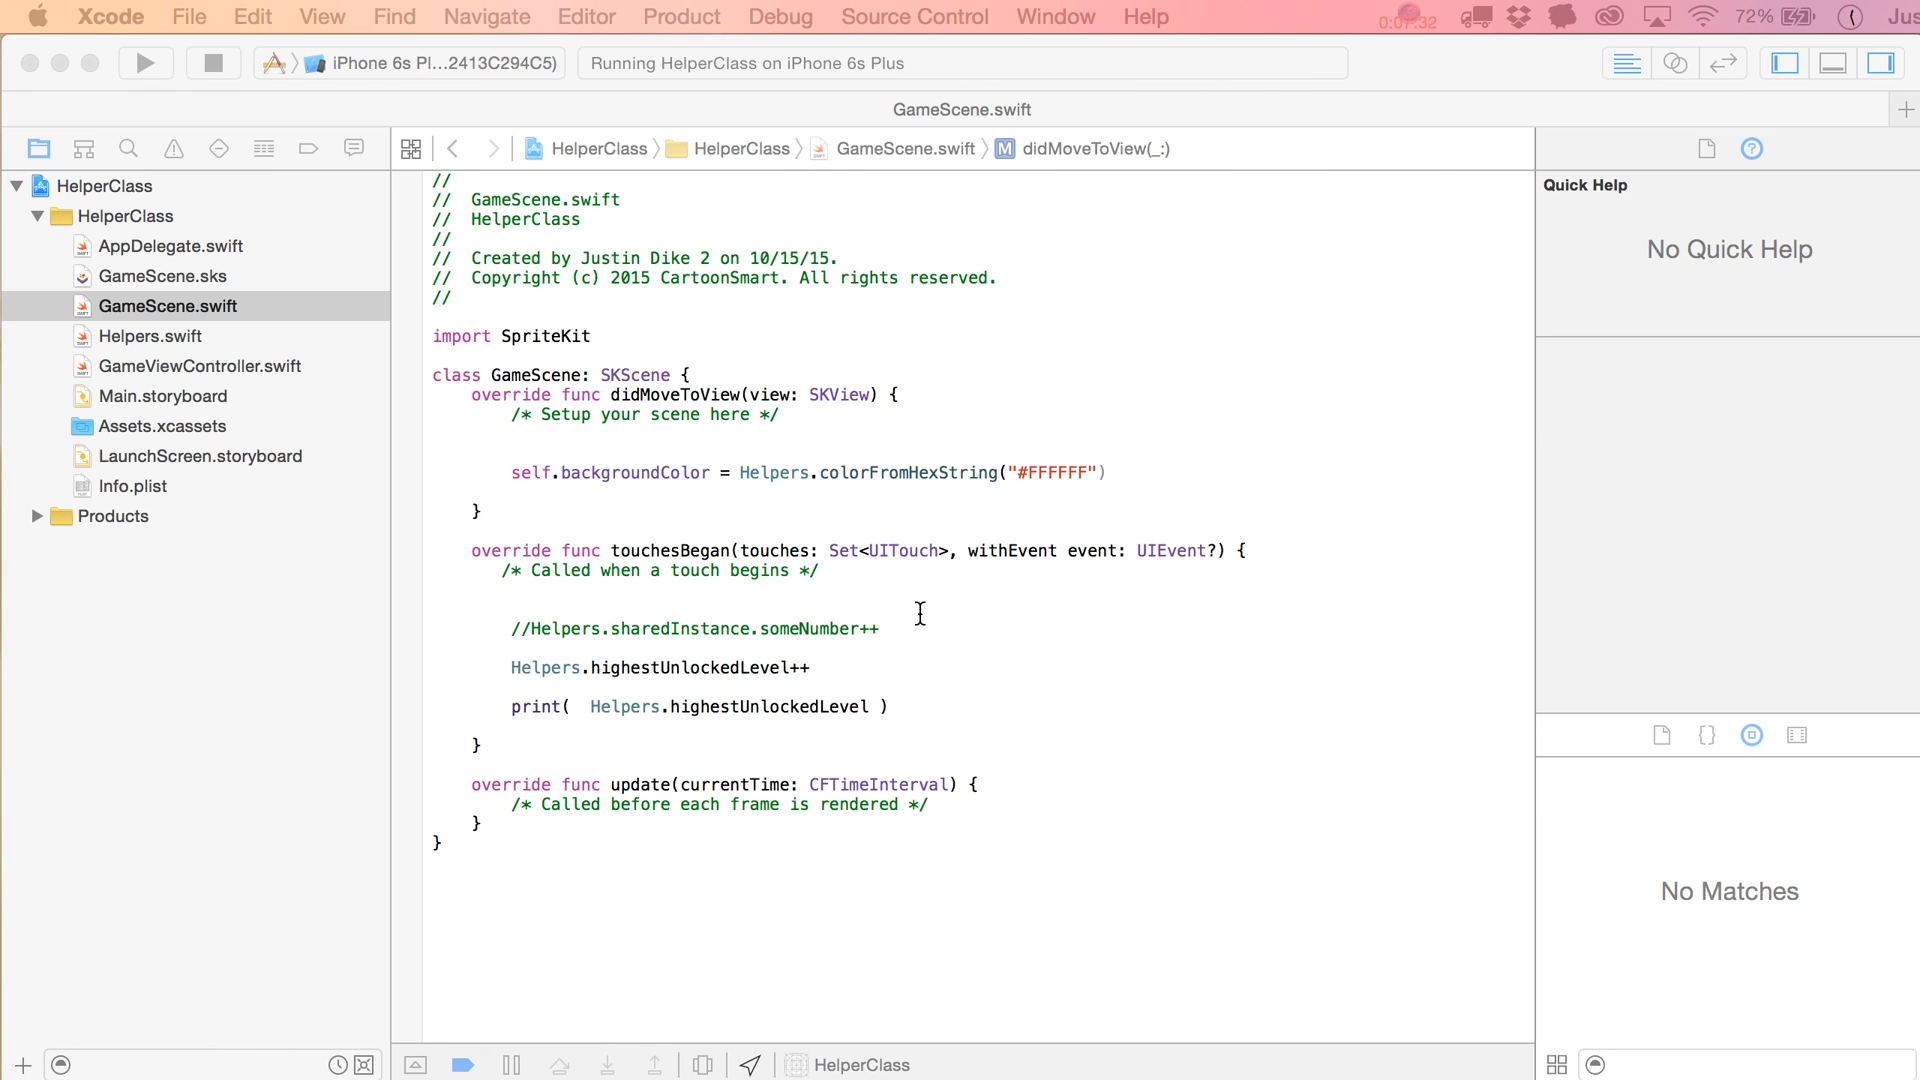 Xcode File Edit View Find Navigate Editor Product Debug Source Control Window Help 0:07:32 72% Jus
iPhone 6s Pl...2413C294C5) Running HelperClass on iPhone 6s Plus
GameScene.swift
HelperClass HelperClass GameScene.swift M didMoveToView(_:)
HelperClass
HelperClass
AppDelegate.swift
GameScene.sks
GameScene.swift
Helpers.swift
GameViewController.swift
Main.storyboard
Assets.xcassets
LaunchScreen.storyboard
Info.plist
Products
//
// GameScene.swift
// HelperClass
//
// Created by Justin Dike 2 on 10/15/15.
// Copyright (c) 2015 CartoonSmart. All rights reserved.
//
import SpriteKit
class GameScene: SKScene {
override func didMoveToView(view: SKView) {
/* Setup your scene here */
self.backgroundColor = Helpers.colorFromHexString("#FFFFFF")
}
override func touchesBegan(touches: Set<UITouch>, withEvent event: UIEvent?) {
/* Called when a touch begins */
//Helpers.sharedInstance.someNumber++
Helpers.highestUnlockedLevel++
print( Helpers.highestUnlockedLevel )
}
override func update(currentTime: CFTimeInterval) {
/* Called before each frame is rendered */
}
}
Quick Help
No Quick Help
{}
No Matches
HelperClass